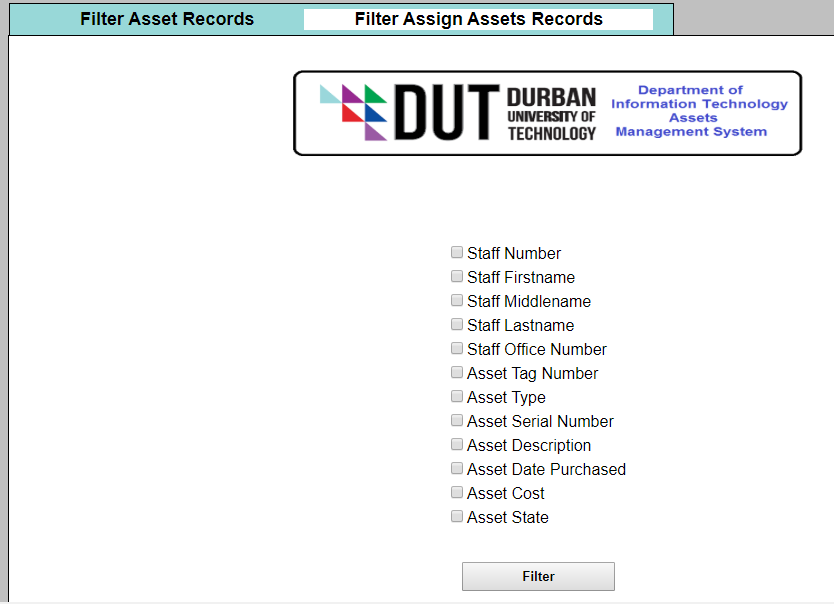 Filter Asset Records
Filter Assign Assets Records
DUT
DURBAN
UNIVERSITY OF
TECHNOLOGY
Department of
Information Technology
Assets
Management System
Staff Number
Staff Firstname
Staff Middlename
Staff Lastname
Staff Office Number
Asset Tag Number
Asset Type
Asset Serial Number
Asset Description
Asset Date Purchased
Asset Cost
Asset State
Filter